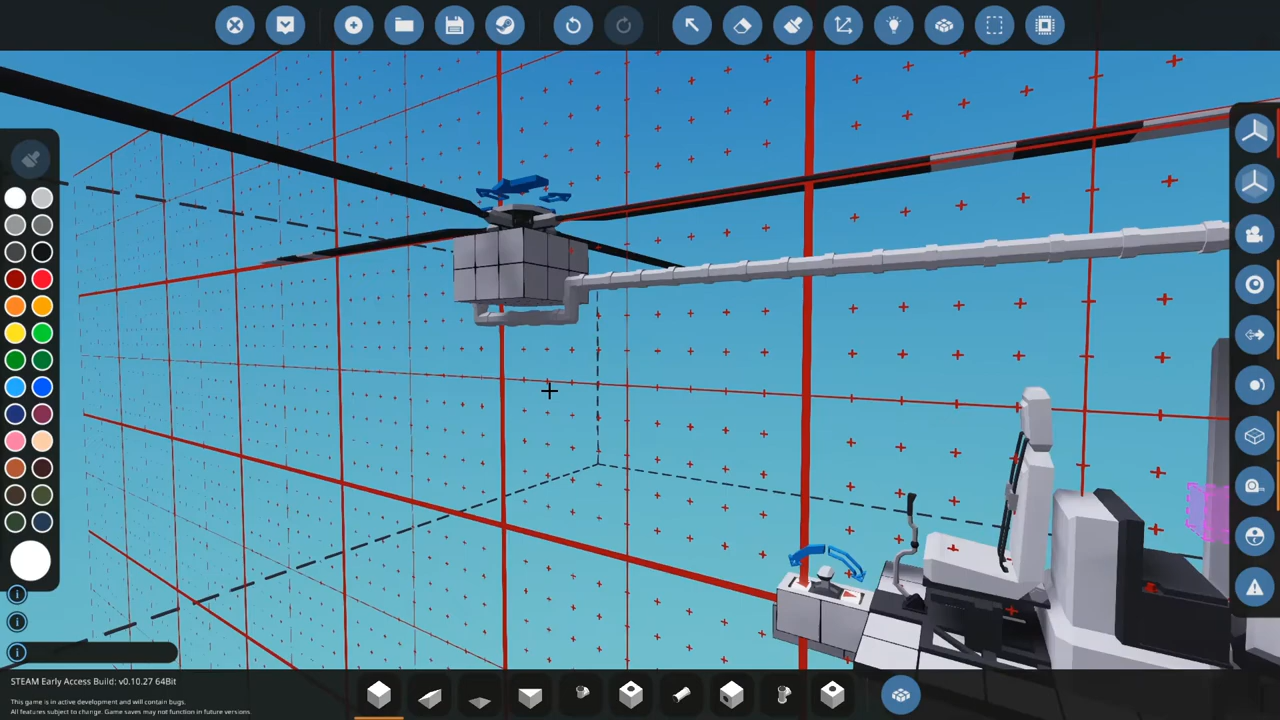 STEAM Early Access Build: v0.10.27 64Bit
This game is in active development and will contain bugs.
All features subject to change. Game saves may not function in future versions.